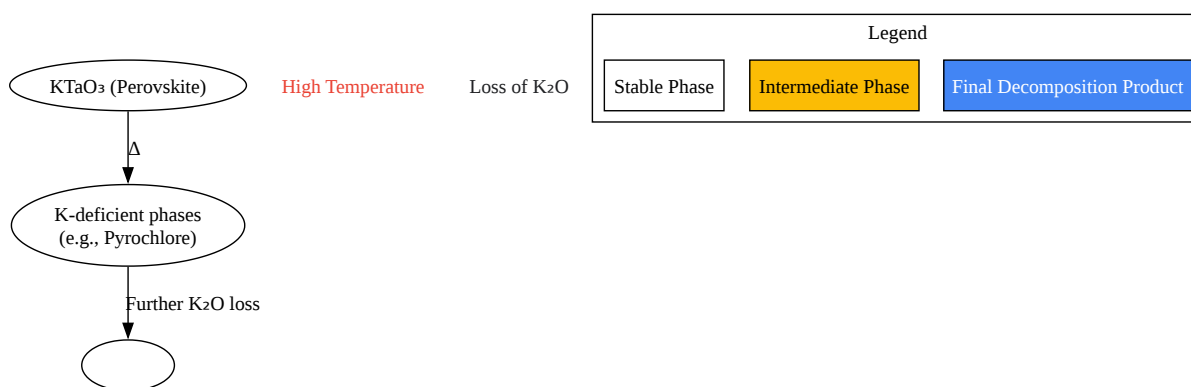 Legend
KTaO₃ (Perovskite)
High Temperature
Loss of K₂O
Stable Phase
Intermediate Phase
Final Decomposition Product
Δ
K-deficient phases
(e.g., Pyrochlore)
Further K₂O loss